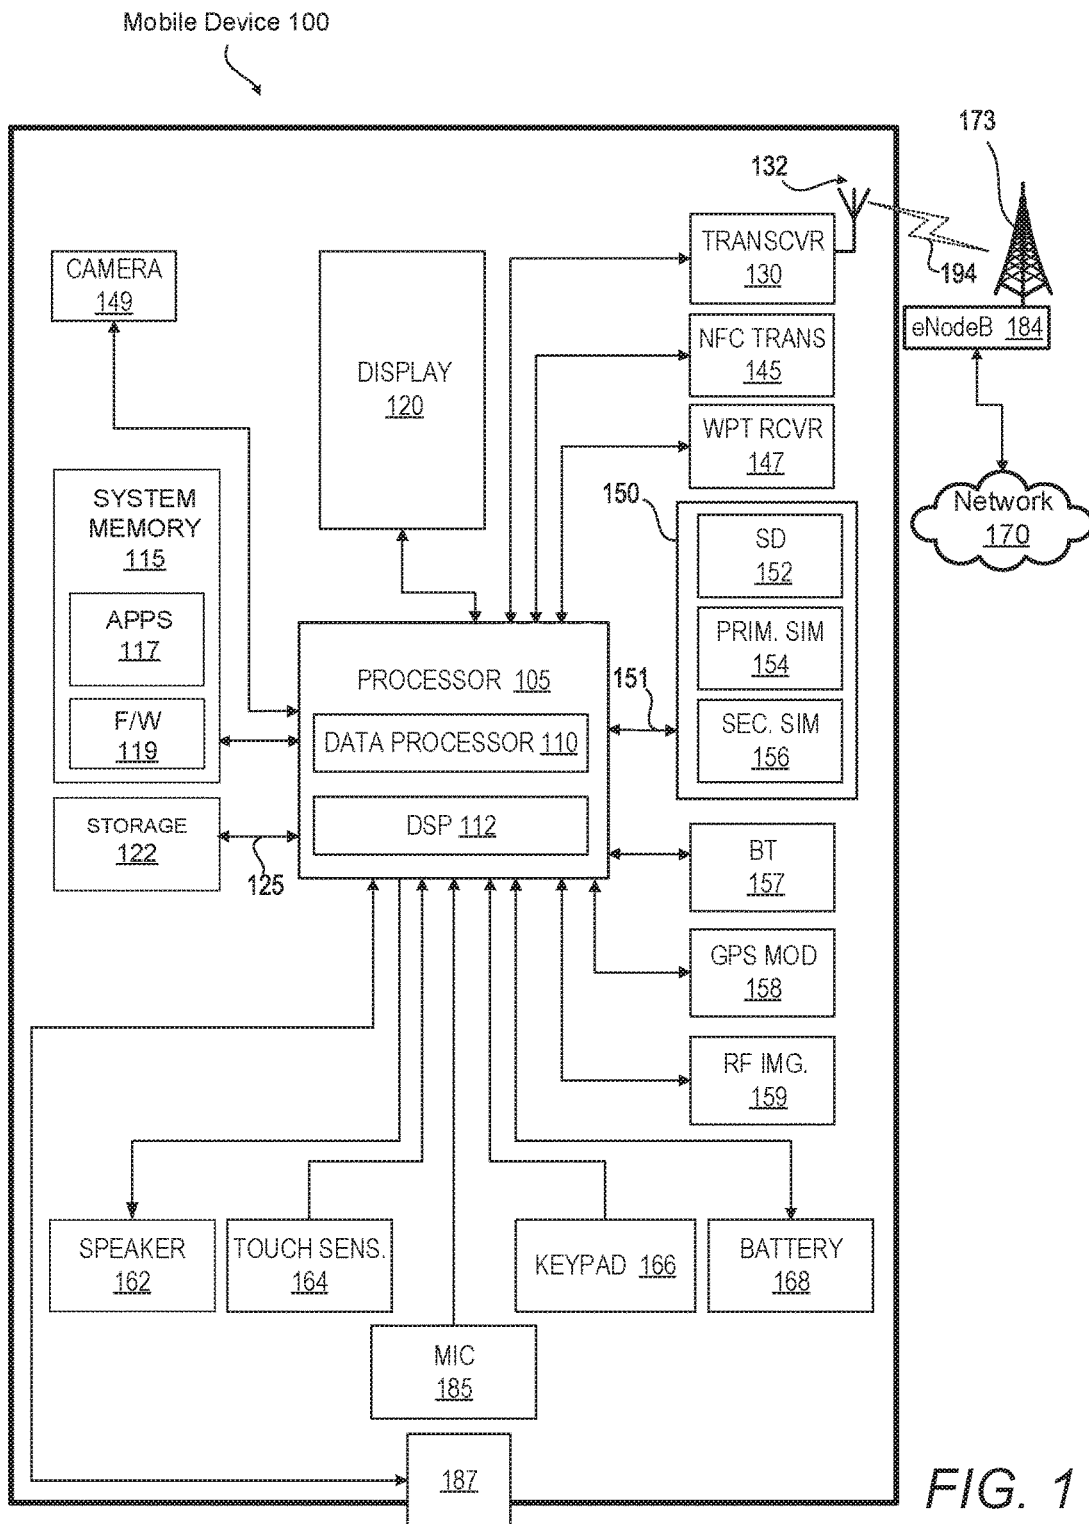 Mobile Device 100
173
132
TRANSCVR
130
194
CAMERA
149
eNodeB 184
NFC TRANS
145
DISPLAY
120
WPT RCVR
147
SYSTEM
MEMORY
115
150
Network
170
SD
152
APPS
117
PRIM. SIM
154
PROCESSOR 105
151
F/W
119
DATA PROCESSOR 110
SEC. SIM
156
STORAGE
122
DSP 112
125
BT
157
GPS MOD
158
RF IMG.
159
SPEAKER
162
TOUCH SENS.
164
KEYPAD 166
BATTERY
168
MIC
185
187
FIG. 1